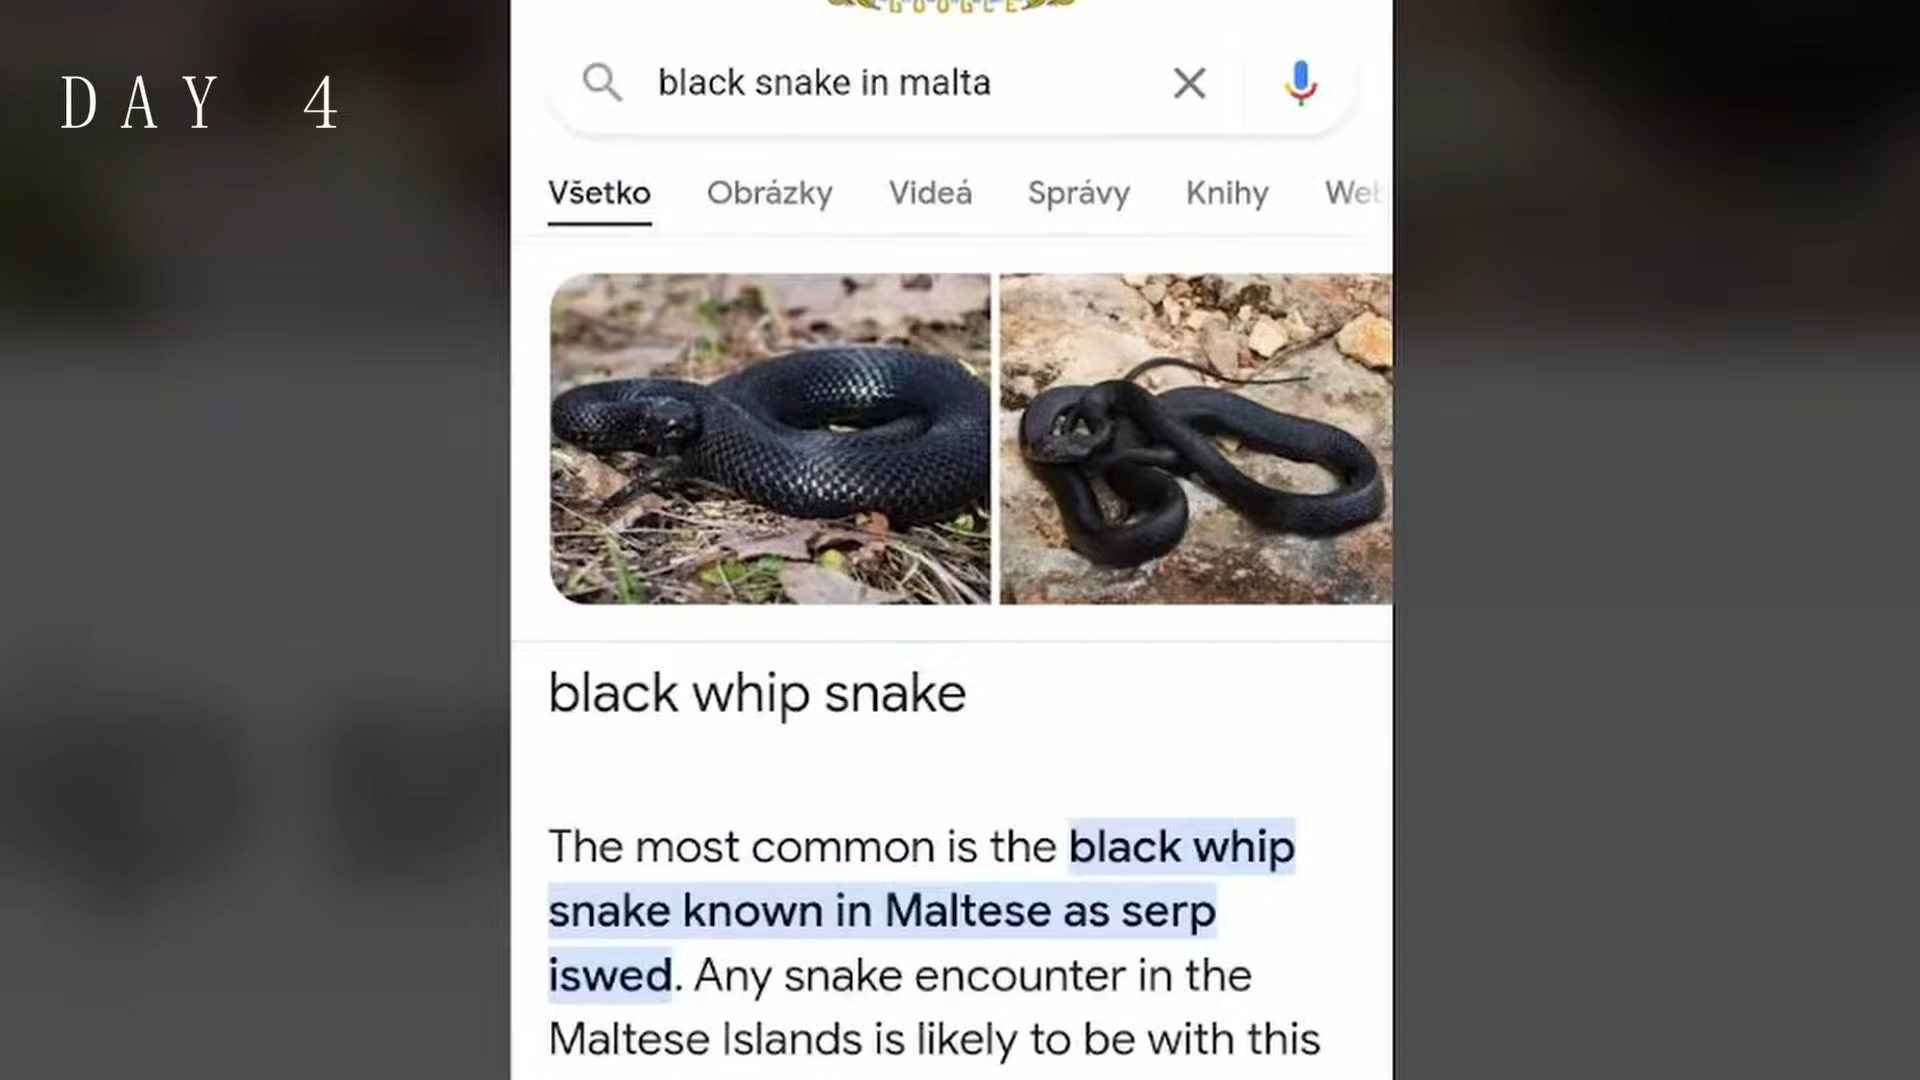 GOOGLE
DAY 4
black snake in malta
Všetko Obrázky Videá Správy Knihy Web
black whip snake
The most common is the black whip
snake known in Maltese as serp
iswed. Any snake encounter in the
Maltese Islands is likely to be with this